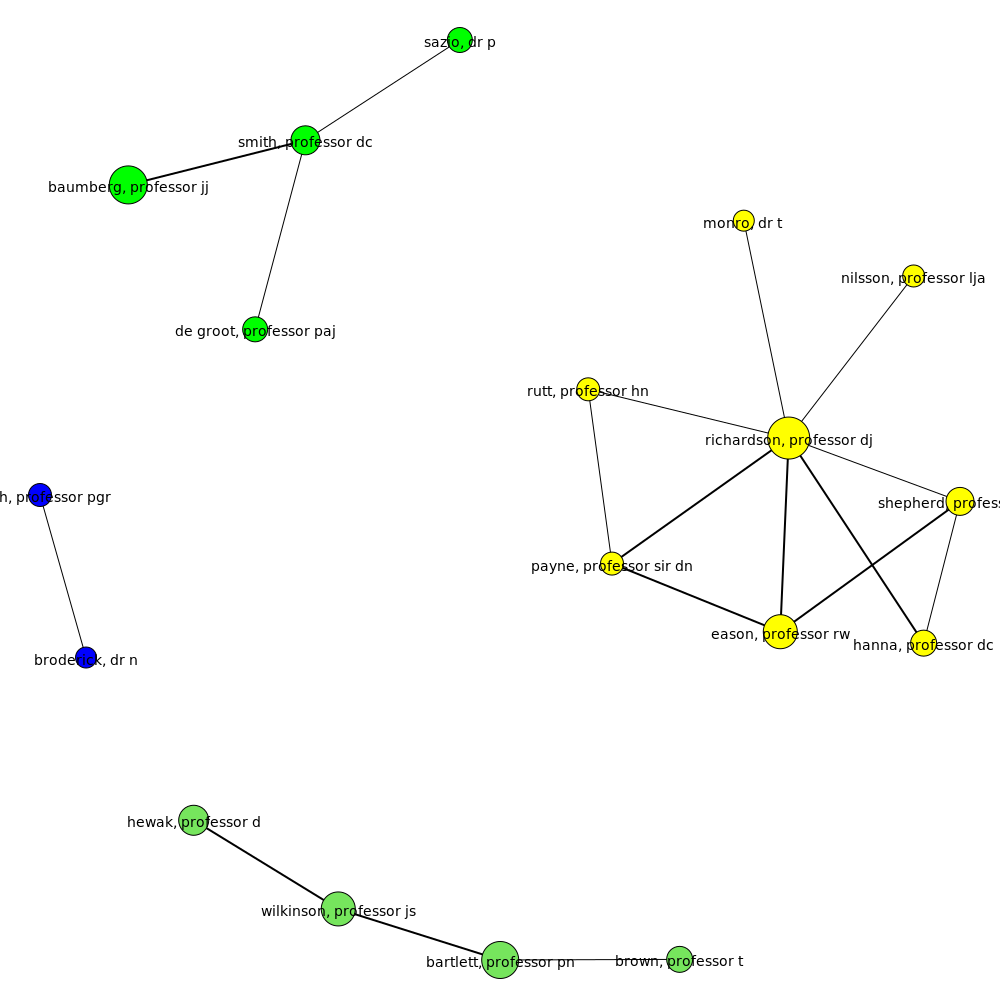 sazio, dr p
smith, professor dc
baumberg, professor jj
monro, dr t
nilsson, professor lja
de groot, professor paj
rutt, professor hn
richardson, professor dj
professor pgr
shepherd,
payne, professor sir dn
eason, professor rw
hanna, professor dc
broderick, dr n
hewak, professor d
wilkinson, professor js
bartlett, professor pn
brown, professor t